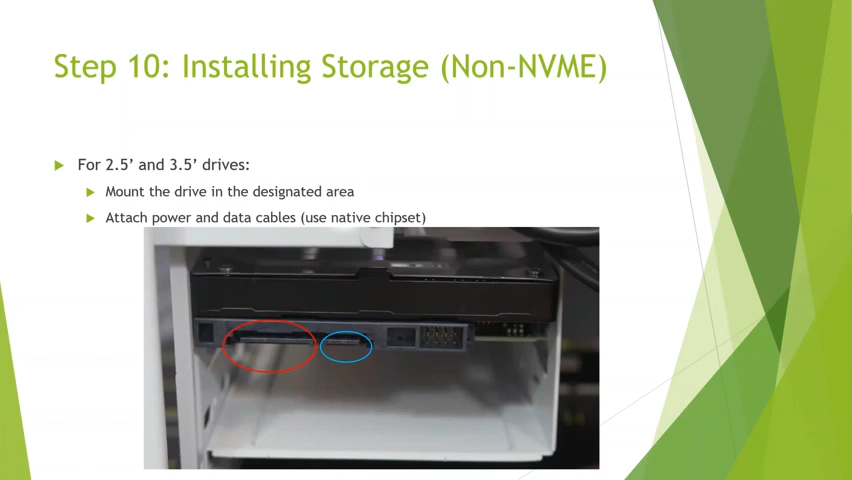 Step 10: Installing Storage (Non-NVME)
For 2.5’ and 3.5’ drives:
Mount the drive in the designated area
Attach power and data cables (use native chipset)